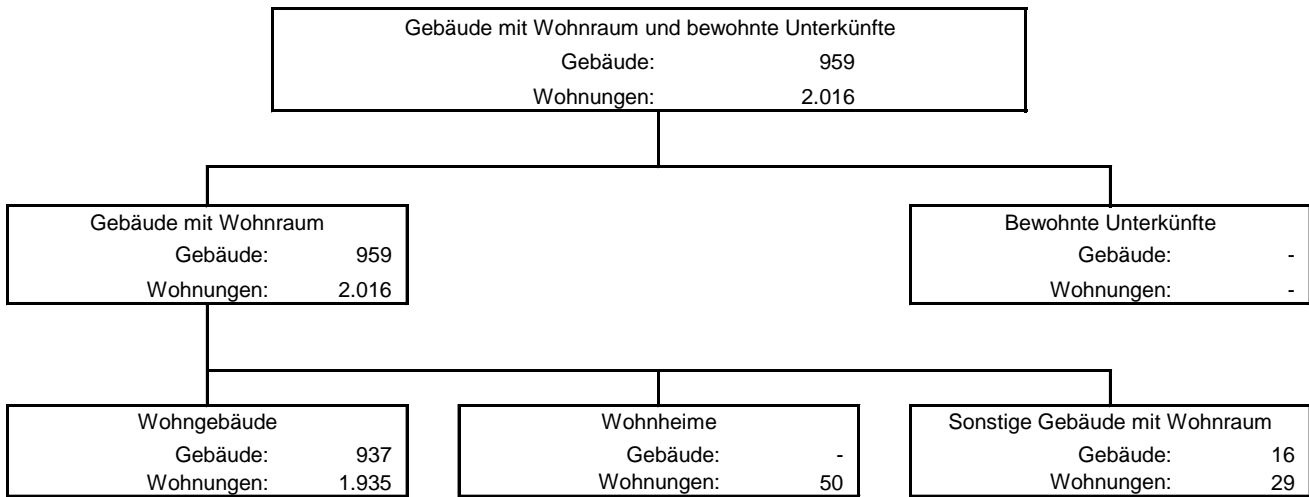 Gebäude mit Wohnraum und bewohnte Unterkünfte
Gebäude: 959
Wohnungen: 2.016
Gebäude mit Wohnraum
Gebäude: 959
Wohnungen: 2.016
Bewohnte Unterkünfte
Gebäude: -
Wohnungen: -
Wohngebäude
Gebäude: 937
Wohnungen: 1.935
Wohnheime
Gebäude: -
Wohnungen: 50
Sonstige Gebäude mit Wohnraum
Gebäude: 16
Wohnungen: 29